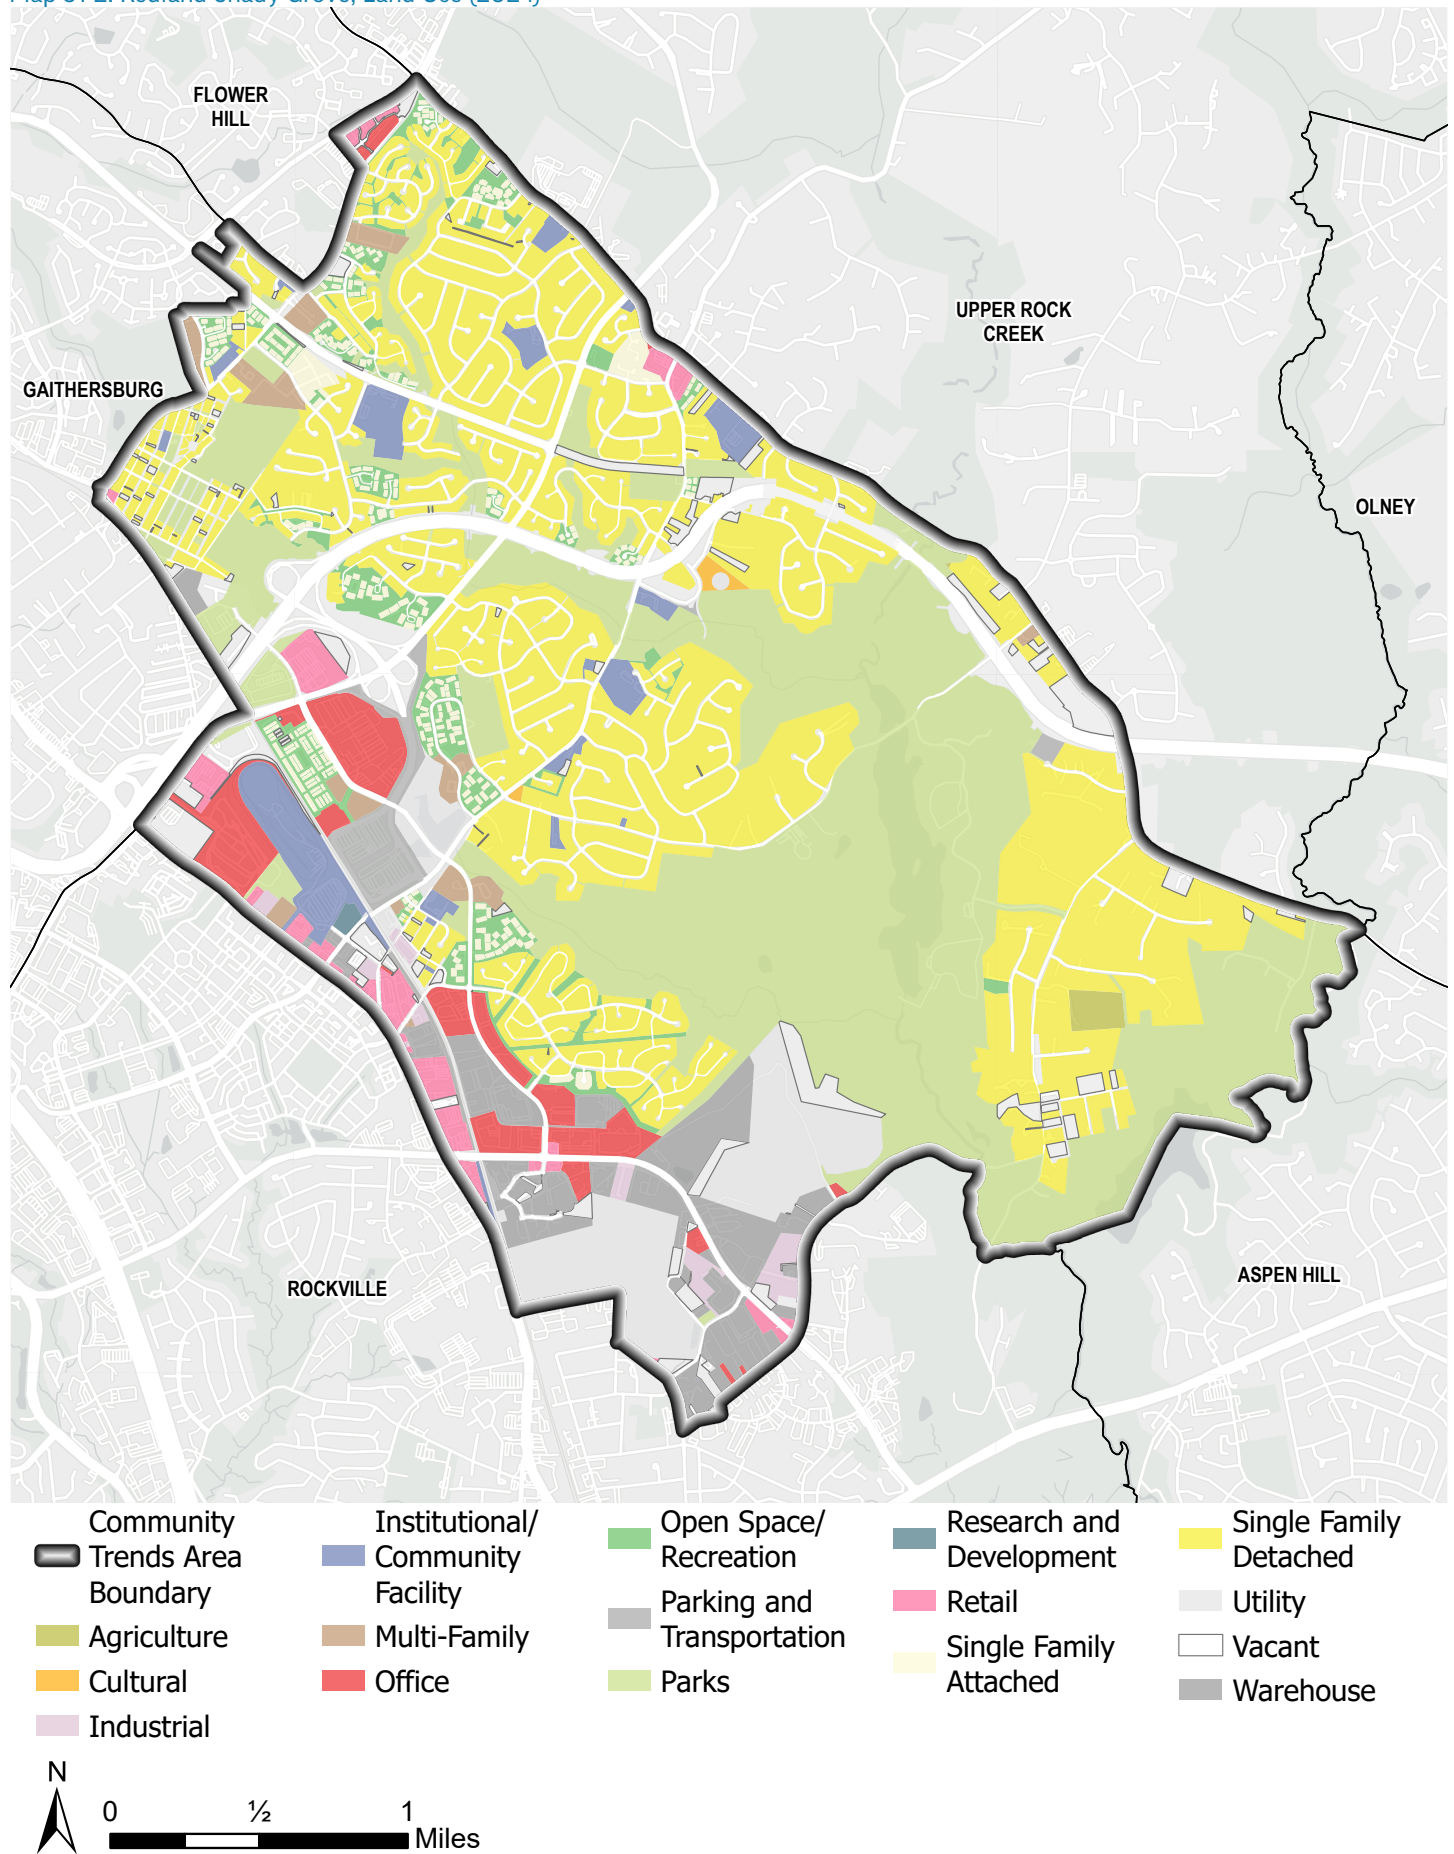 FLOWER
HILL
UPPER ROCK
CREEK
GAITHERSBURG
OLNEY
ROCKVILLE
ASPEN HILL
Community
Trends Area
Boundary
Agriculture
Cultural
Industrial
Institutional/
Community
Facility
Multi-Family
Office
Open Space/
Recreation
Parking and
Transportation
Parks
Research and
Development
Retail
Single Family
Attached
Single Family
Detached
Utility
Vacant
Warehouse
N
0 ½ 1
Miles